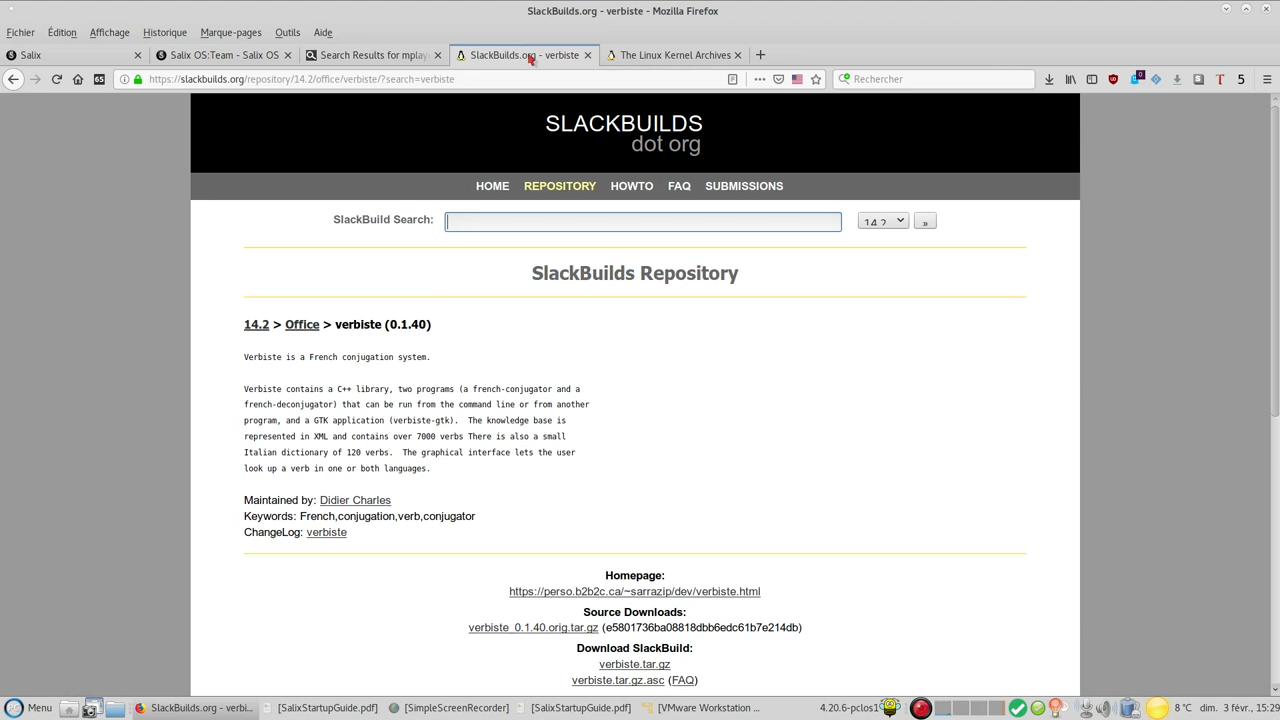 SlackBuilds.org - verbiste - Mozilla Firefox
Fichier Édition Affichage Historique Marque-pages Outils Aide
Salix Salix OS:Team - Salix OS Search Results for mplay SlackBuilds.org - verbiste The Linux Kernel Archives
65 https://slackbuilds.org/repository/14.2/office/verbiste/?search=verbiste Rechercher 0 T 5
SLACKBUILDS
dot org
HOME REPOSITORY HOWTO FAQ SUBMISSIONS
SlackBuild Search: 14.2 »
SlackBuilds Repository
14.2 > Office > verbiste (0.1.40)
Verbiste is a French conjugation system.
Verbiste contains a C++ library, two programs (a french-conjugator and a
french-deconjugator) that can be run from the command line or from another
program, and a GTK application (verbiste-gtk). The knowledge base is
represented in XML and contains over 7000 verbs There is also a small
Italian dictionary of 120 verbs. The graphical interface lets the user
look up a verb in one or both languages.
Maintained by: Didier Charles
Keywords: French,conjugation,verb,conjugator
ChangeLog: verbiste
Homepage:
https://perso.b2b2c.ca/~sarrazip/dev/verbiste.html
Source Downloads:
verbiste_0.1.40.orig.tar.gz (e5801736ba08818dbb6edc61b7e214db)
Download SlackBuild:
verbiste.tar.gz
verbiste.tar.gz.asc (FAQ)
Menu SlackBuilds.org - verbi... [SalixStartupGuide.pdf] [SimpleScreenRecorder] [SalixStartupGuide.pdf] [VMware Workstation ... 4.20.6-pclos1 8 °C dim. 3 févr., 15:29